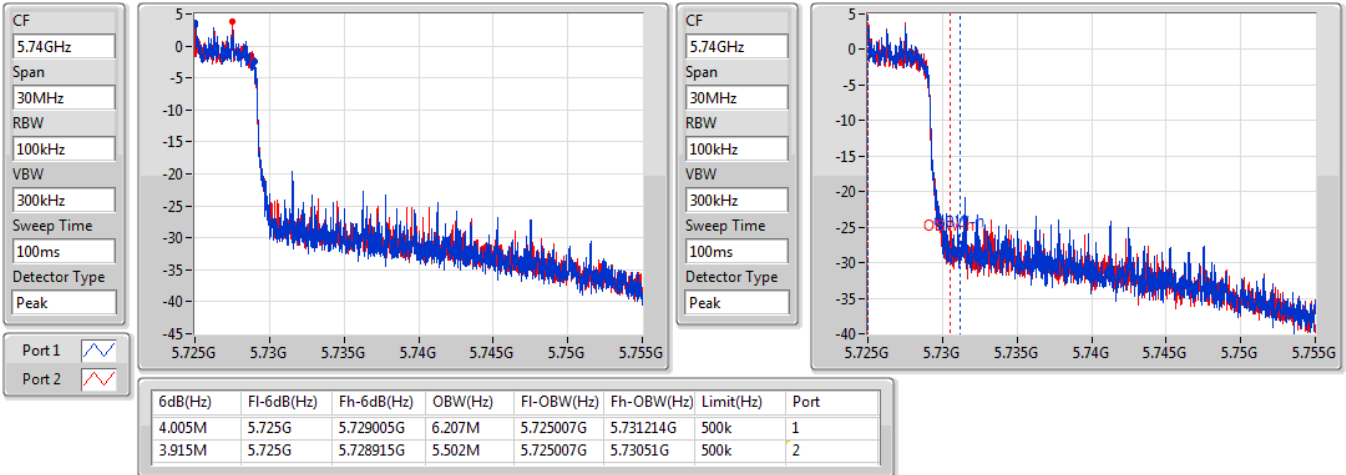 CF
5.74GHz
Span
30MHz
RBW
100kHz
VBW
300kHz
Sweep Time
100ms
Detector Type
Peak
Port 1
Port 2
5
0
-5
-10
-15
-20
-25
-30
-35
-40
-45
5.725G 5.73G 5.735G 5.74G 5.745G 5.75G 5.755G
CF
5.74GHz
Span
30MHz
RBW
100kHz
VBW
300kHz
Sweep Time
100ms
Detector Type
Peak
5
0
-5
-10
-15
-20
-25
-30
-35
-40
5.725G 5.73G 5.735G 5.74G 5.745G 5.75G 5.755G
6dB(Hz) Fl-6dB(Hz) Fh-6dB(Hz) OBW(Hz) Fl-OBW(Hz) Fh-OBW(Hz) Limit(Hz) Port
4.005M 5.725G 5.729005G 6.207M 5.725007G 5.731214G 500k 1
3.915M 5.725G 5.728915G 5.502M 5.725007G 5.73051G 500k 2